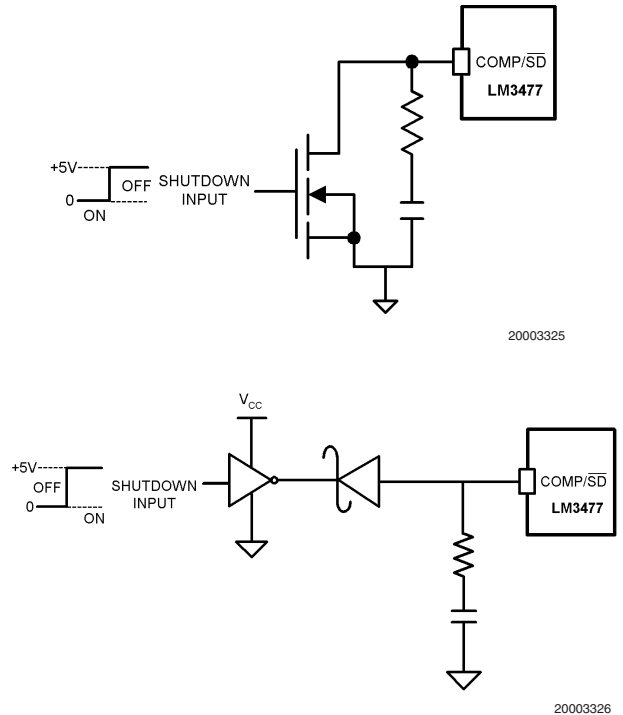 COMP/SD
LM3477
+5V
OFF
SHUTDOWN
INPUT
0
ON
20003325
VCC
+5V
OFF
SHUTDOWN
INPUT
0
ON
COMP/SD
LM3477
20003326